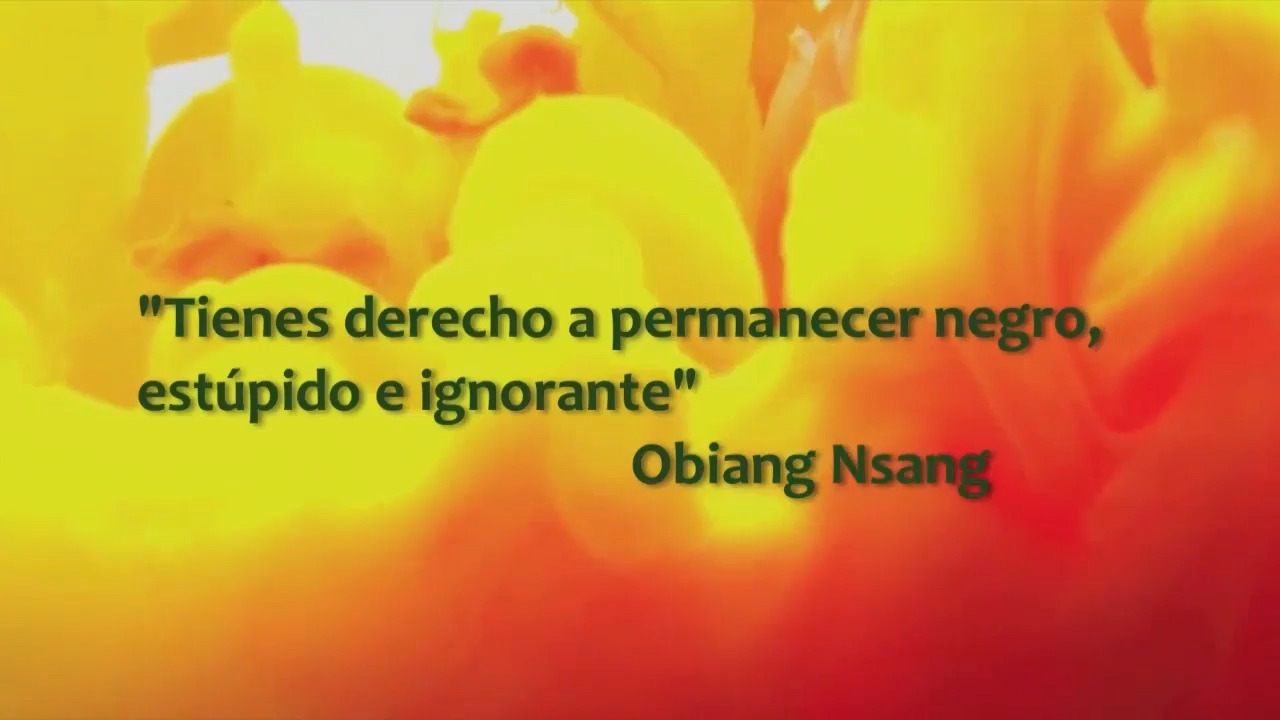 "Tienes derecho a permanecer negro,
estúpido e ignorante"
Obiang Nsang